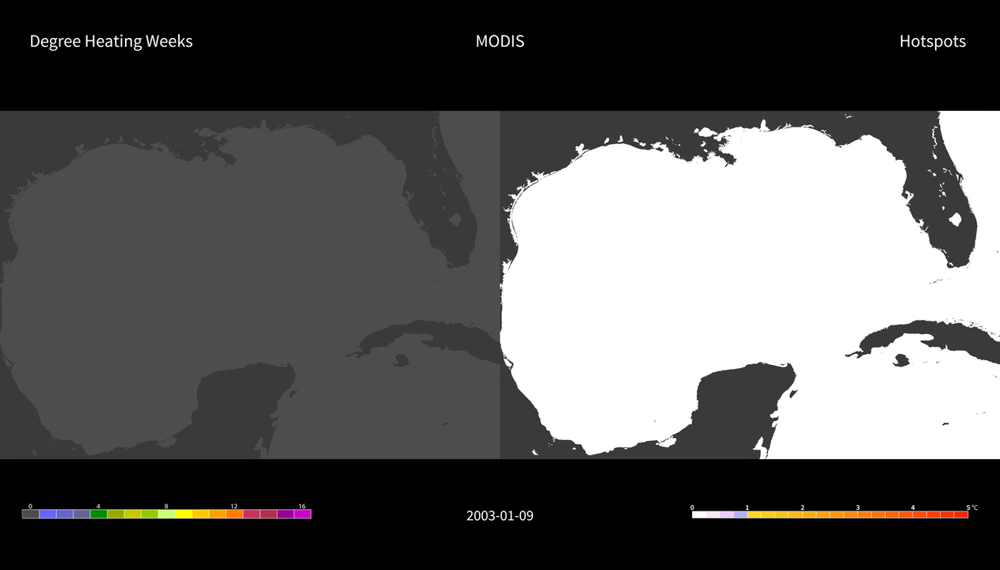 Degree Heating Weeks
MODIS
Hotspots
0 4 8 12 16
2003-01-09
0 1 2 3 4 5 °C